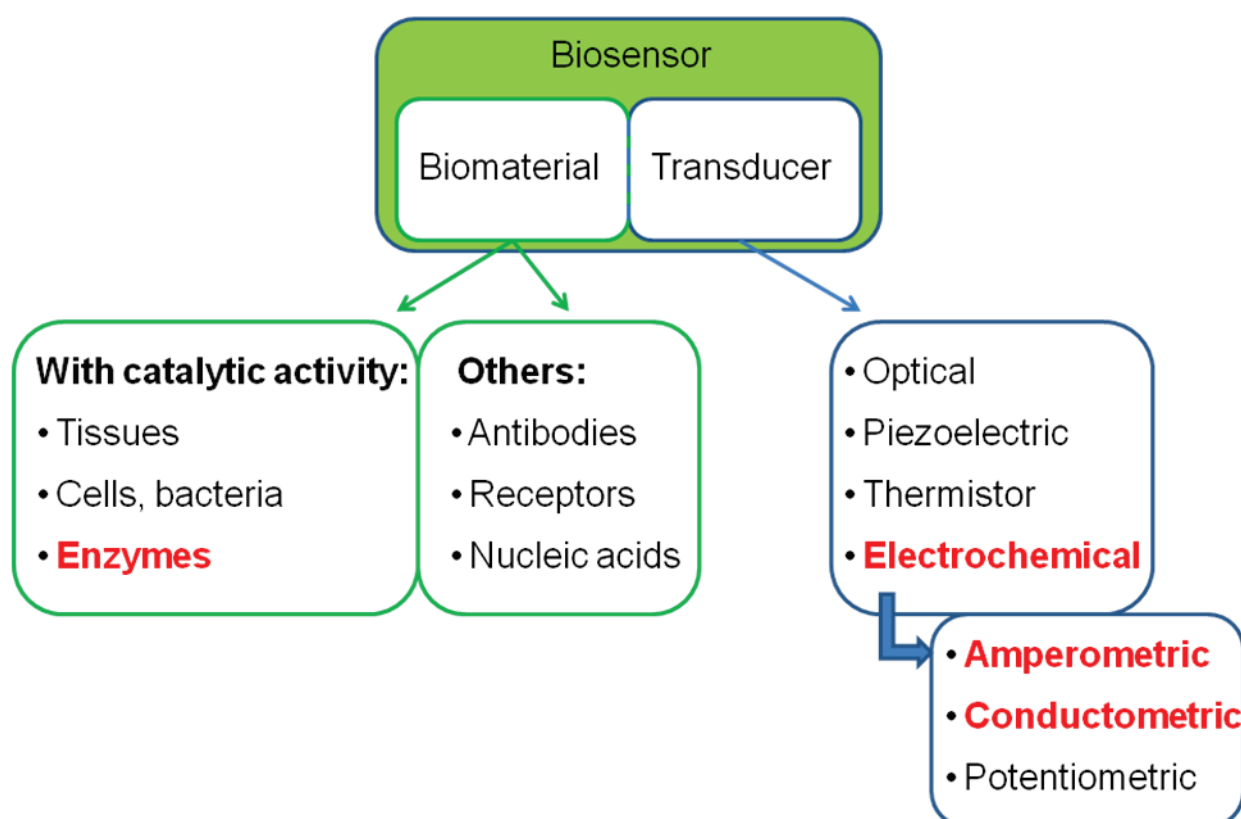 Biosensor
Biomaterial
Transducer
With catalytic activity:
• Tissues
• Cells, bacteria
• Enzymes
Others:
• Antibodies
• Receptors
• Nucleic acids
• Optical
• Piezoelectric
• Thermistor
• Electrochemical
• Amperometric
• Conductometric
• Potentiometric